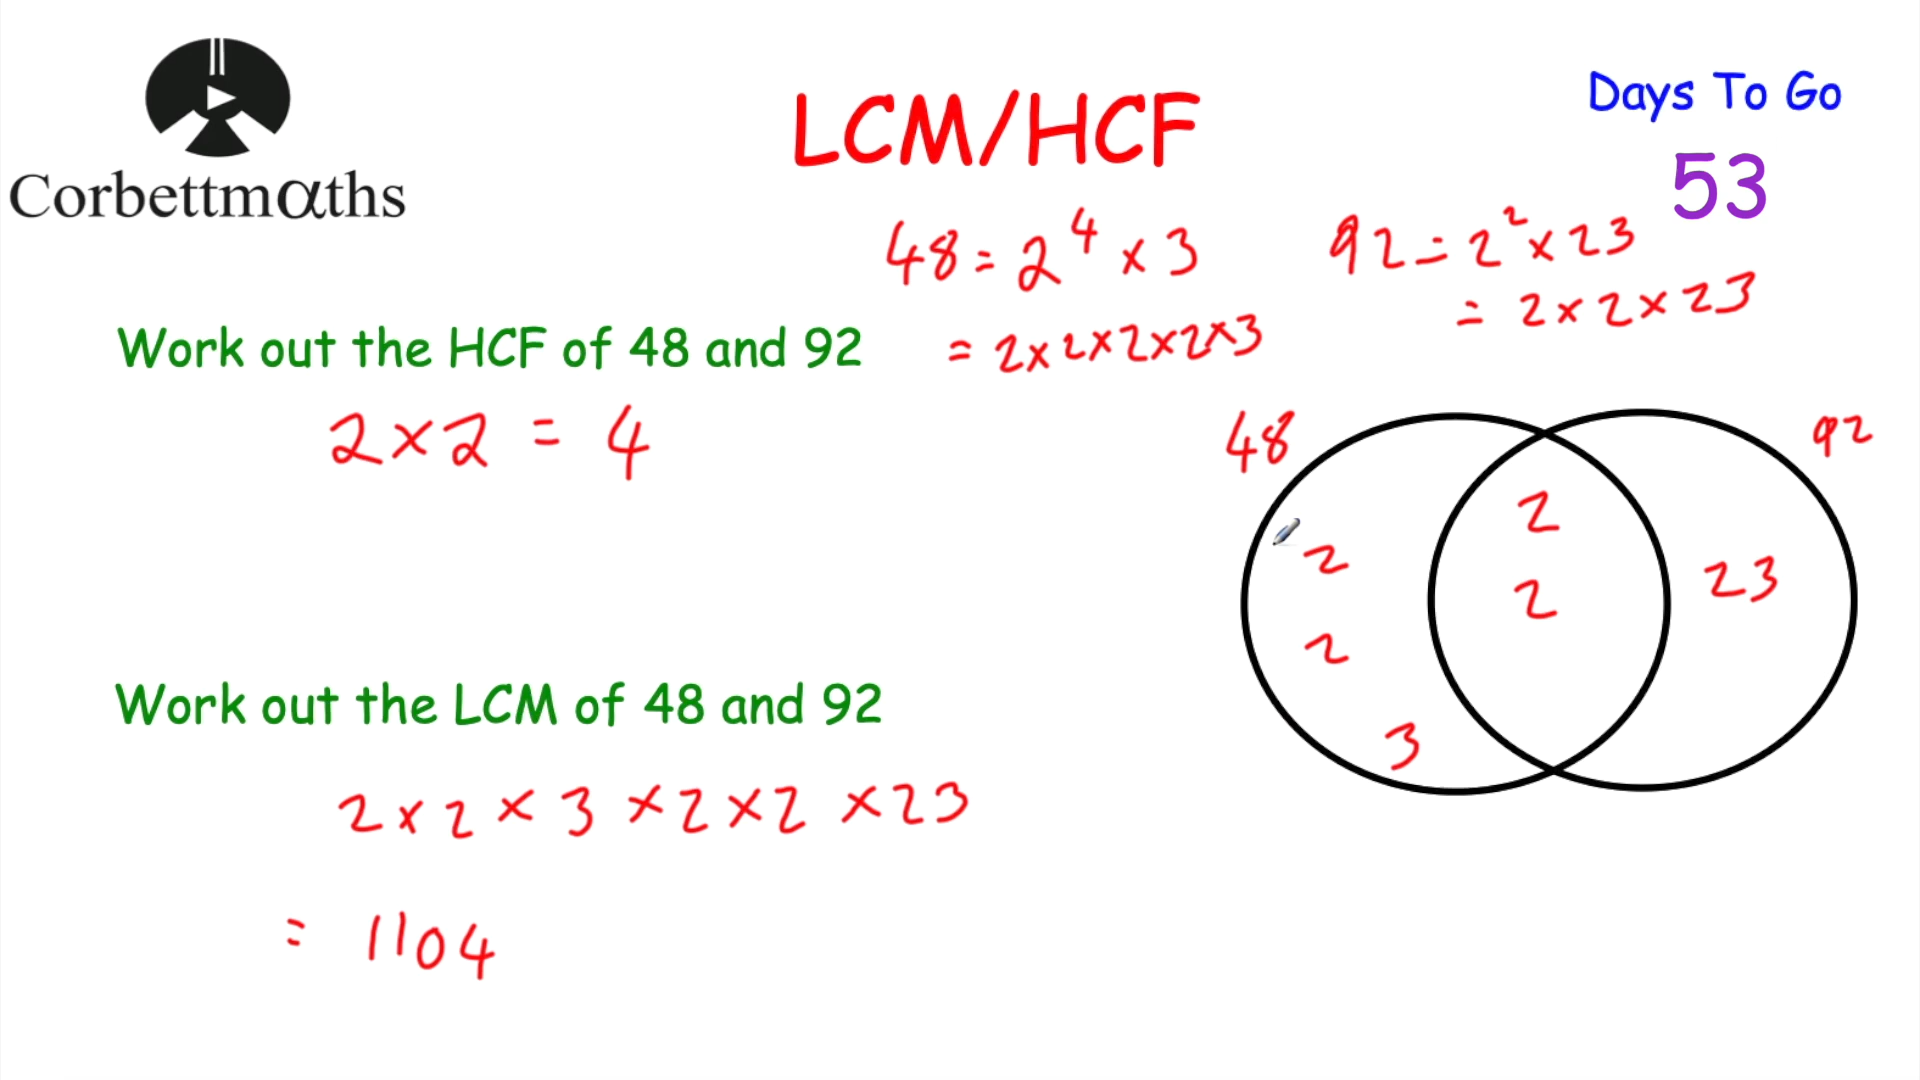 Corbettmαths
LCM/HCF
Days To Go
53
48 = 2⁴ × 3
= 2×2×2×2×3
92 = 2² × 23
= 2×2×23
Work out the HCF of 48 and 92
2×2 = 4
48
92
2
2
3
2
2
23
Work out the LCM of 48 and 92
2 × 2 × 3 × 2 × 2 × 23
= 1104